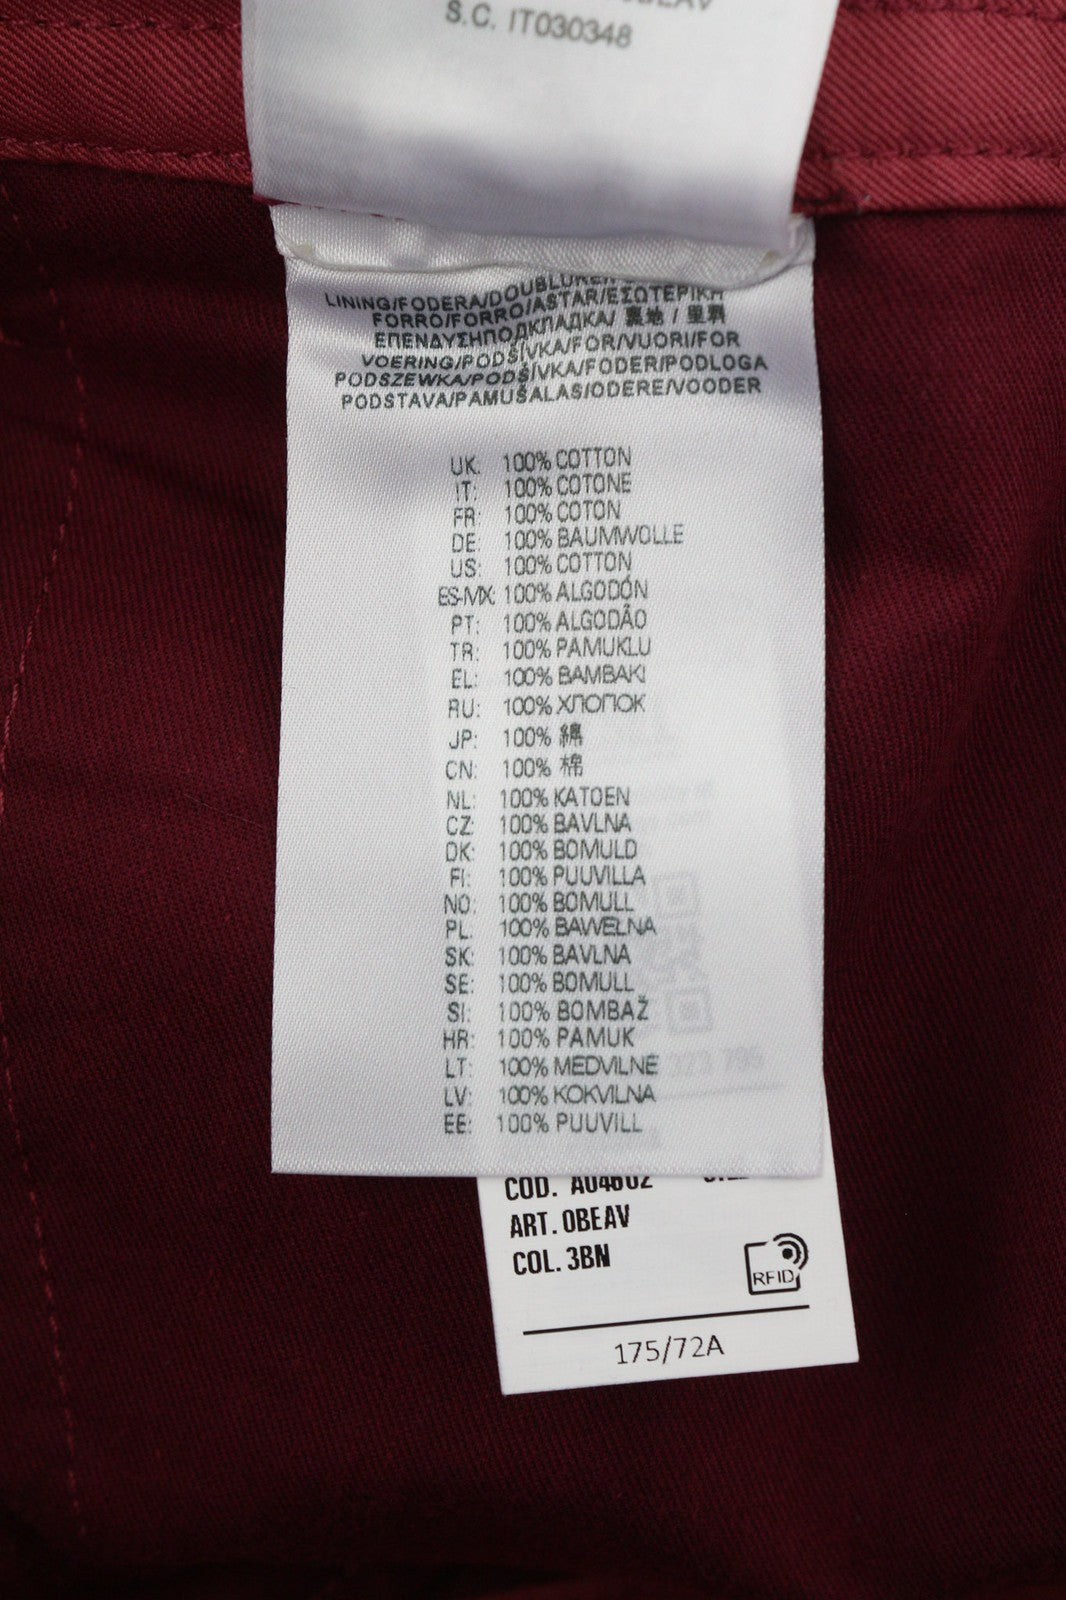 S.C. IT030348
LINING/FODERA/DOUBLURE/
FORRO/FORRO/ASTAR/ΕΣΩΤΕΡΙΚΗ
ΕΠΕΝΔΥΣΗПОДКЛАДКА/ 裏地 / 里料
VOERING/PODŠÍVKA/FOR/VUORI/FOR
PODSZEWKA/PODŠÍVKA/FODER/PODLOGA
PODSTAVA/PAMUŠALAS/ODERE/VOODER
UK: 100% COTTON
IT: 100% COTONE
FR: 100% COTON
DE: 100% BAUMWOLLE
US: 100% COTTON
ES-MX: 100% ALGODÓN
PT: 100% ALGODÃO
TR: 100% PAMUKLU
EL: 100% ΒΑΜΒΑΚΙ
RU: 100% ХЛОПОК
JP: 100% 綿
CN: 100% 棉
NL: 100% KATOEN
CZ: 100% BAVLNA
DK: 100% BOMULD
FI: 100% PUUVILLA
NO: 100% BOMULL
PL: 100% BAWEŁNA
SK: 100% BAVLNA
SE: 100% BOMULL
SI: 100% BOMBAŽ
HR: 100% PAMUK
LT: 100% MEDVILNĖ
LV: 100% KOKVILNA
EE: 100% PUUVILL
COD. A04602
ART. 0BEAV
COL. 3BN
RFID
175/72A